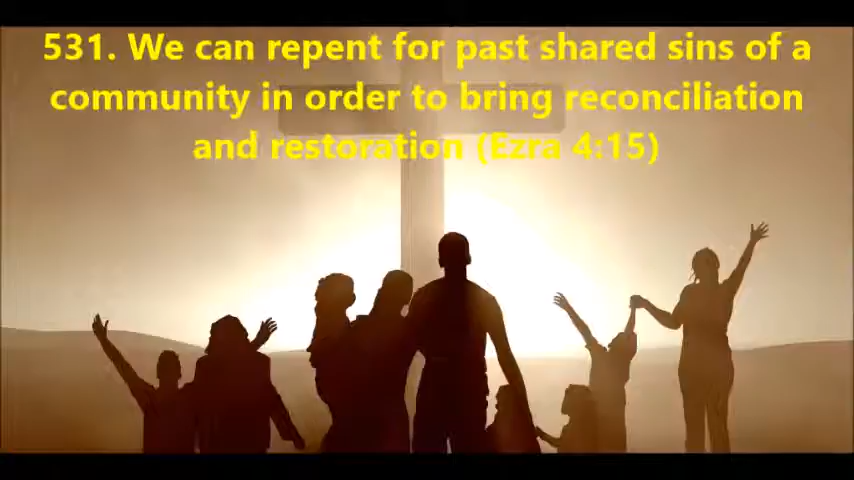 531. We can repent for past shared sins of a
community in order to bring reconciliation
and restoration (Ezra 4:15)